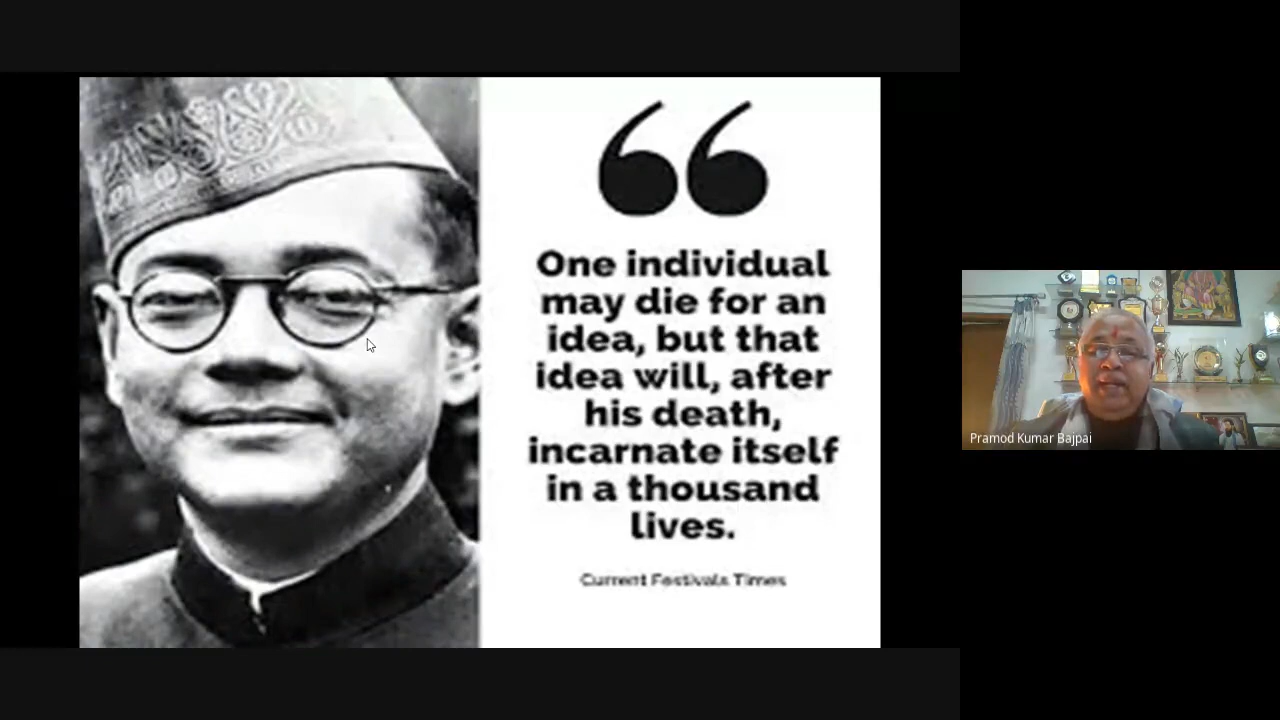 One individual
may die for an
idea, but that
idea will, after
his death,
incarnate itself
in a thousand
lives.
Current Festivals Times
Pramod Kumar Bajpai